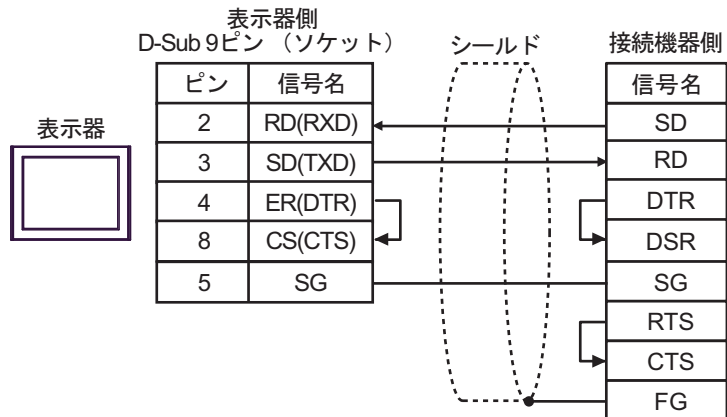 表示器側
D-Sub 9ピン （ソケット）
シールド
接続機器側
表示器
ピン 信号名
信号名
2 RD(RXD)
SD
3 SD(TXD)
RD
4 ER(DTR)
DTR
8 CS(CTS)
DSR
5 SG
SG
RTS
CTS
FG